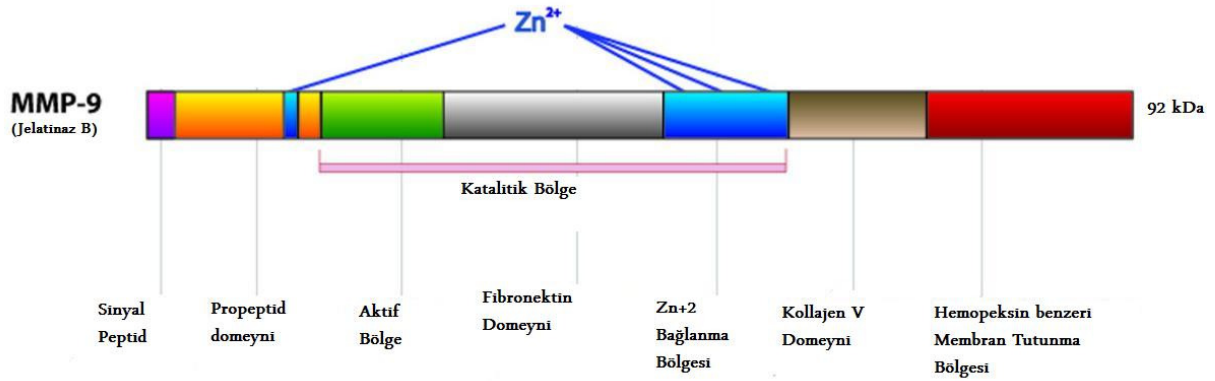 Zn2+
MMP-9
(Jelatinaz B)
92 kDa
Katalitik Bölge
Sinyal
Peptid
Propeptid
domeyni
Aktif
Bölge
Fibronektin
Domeyni
Zn+2
Bağlanma
Bölgesi
Kollajen V
Domeyni
Hemopeksin benzeri
Membran Tutunma
Bölgesi